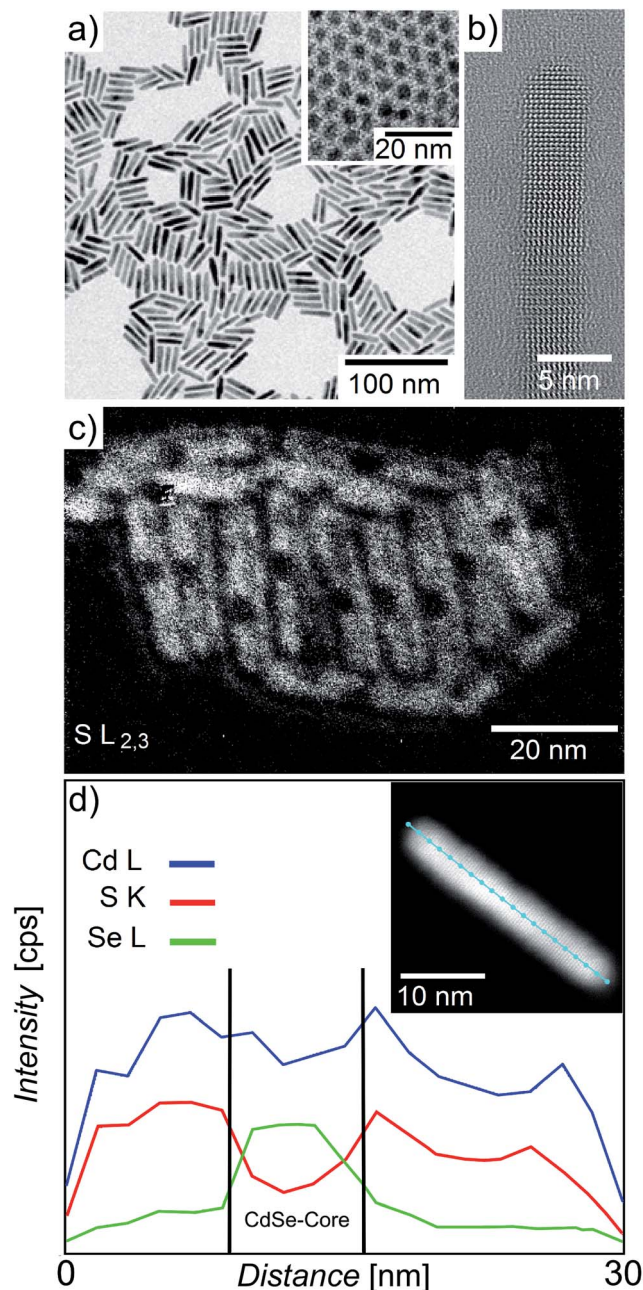 a)
20 nm
100 nm
b)
5 nm
c)
S L2,3
20 nm
d)
Cd L
S K
Se L
10 nm
Intensity [cps]
CdSe-Core
0
Distance [nm]
30